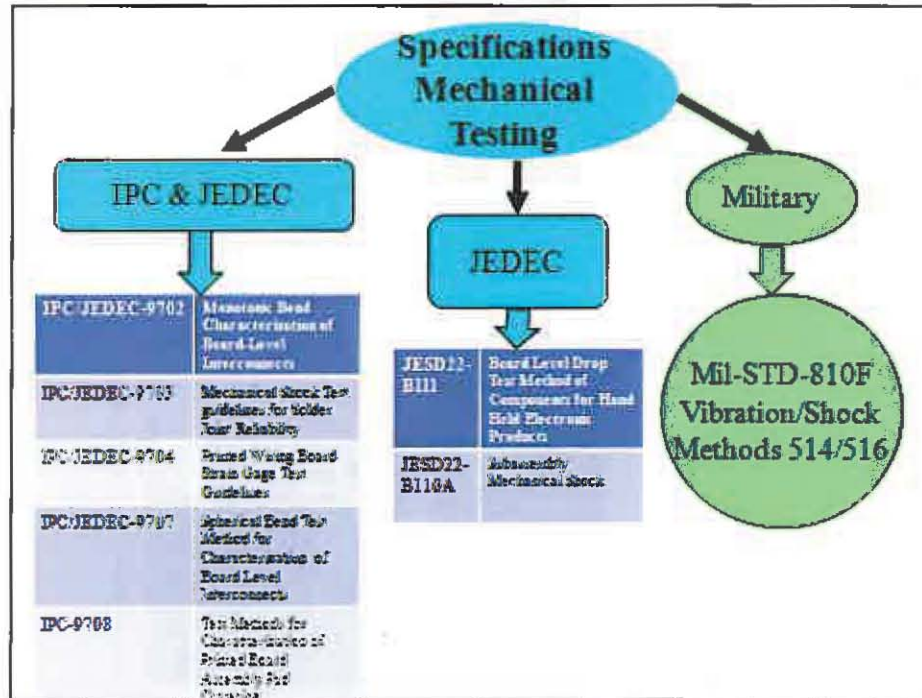 Specifications
Mechanical
Testing
IPC & JEDEC
JEDEC
Military
IPC/JEDEC-9702
Monotonic Bend
Characterization of
Board-Level
Interconnects
IPC/JEDEC-9703
Mechanical Shock Test
guidelines for Solder
Joint Reliability
IPC/JEDEC-9704
Printed Wiring Board
Strain Gage Test
Guidelines
IPC/JEDEC-9707
Spherical Bend Test
Method for
Characterization of
Board Level
Interconnects
IPC-9708
Test Methods for
Characterization of
Printed Board
Assembly Pad
JESD22-
B111
Board Level Drop
Test Method of
Components for Hand
Held Electronic
Products
JESD22-
B110A
Subassembly
Mechanical Shock
Mil-STD-810F
Vibration/Shock
Methods 514/516